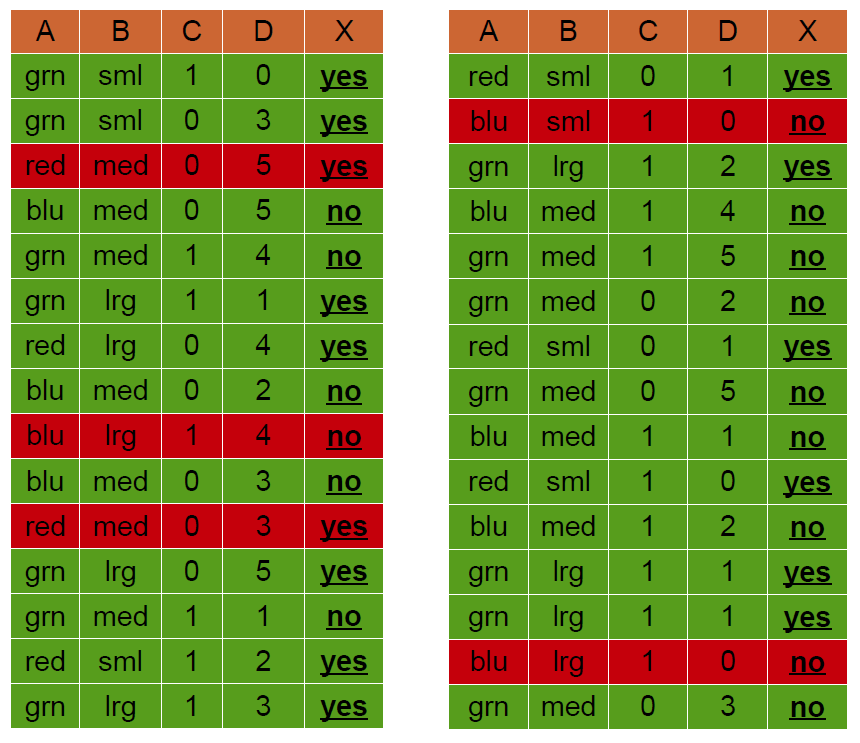 A B C D X
grn sml 1 0 yes
grn sml 0 3 yes
red med 0 5 yes
blu med 0 5 no
grn med 1 4 no
grn lrg 1 1 yes
red lrg 0 4 yes
blu med 0 2 no
blu lrg 1 4 no
blu med 0 3 no
red med 0 3 yes
grn lrg 0 5 yes
grn med 1 1 no
red sml 1 2 yes
grn lrg 1 3 yes
A B C D X
red sml 0 1 yes
blu sml 1 0 no
grn lrg 1 2 yes
blu med 1 4 no
grn med 1 5 no
grn med 0 2 no
red sml 0 1 yes
grn med 0 5 no
blu med 1 1 no
red sml 1 0 yes
blu med 1 2 no
grn lrg 1 1 yes
grn lrg 1 1 yes
blu lrg 1 0 no
grn med 0 3 no